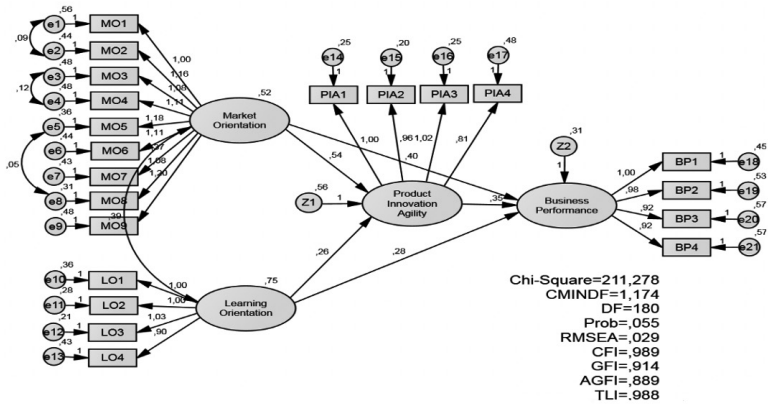 ,56
e1 1 MO1
,09
,44
e2 1 MO2
,48
e3 1 MO3
,12
,48
e4 1 MO4
,36
e5 1 MO5
,44
e6 1 MO6
,05
,43
e7 1 MO7
,31
e8 1 MO8
,48
e9 1 MO9
1,00
1,16
1,08
1,11
1,18
1,11
1,08
1,20
,52
Market
Orientation
,39
,36
e10 1 LO1
,28
e11 1 LO2
,21
e12 1 LO3
,43
e13 1 LO4
1,00
1,00
1,03
,90
,75
Learning
Orientation
,25
e14
1
PIA1
,20
e15
1
PIA2
,25
e16
1
PIA3
,48
e17
1
PIA4
1,00
,96
1,02
,81
,54
,40
,56
Z1 1
Product
Innovation
Agility
,26
,28
,35
,31
Z2
1
Business
Performance
1,00
,98
,92
,92
BP1 1 e18
,45
BP2 1 e19
,53
BP3 1 e20
,57
BP4 1 e21
,57
Chi-Square=211,278
CMINDF=1,174
DF=180
Prob=,055
RMSEA=,029
CFI=,989
GFI=,914
AGFI=,889
TLI=,988